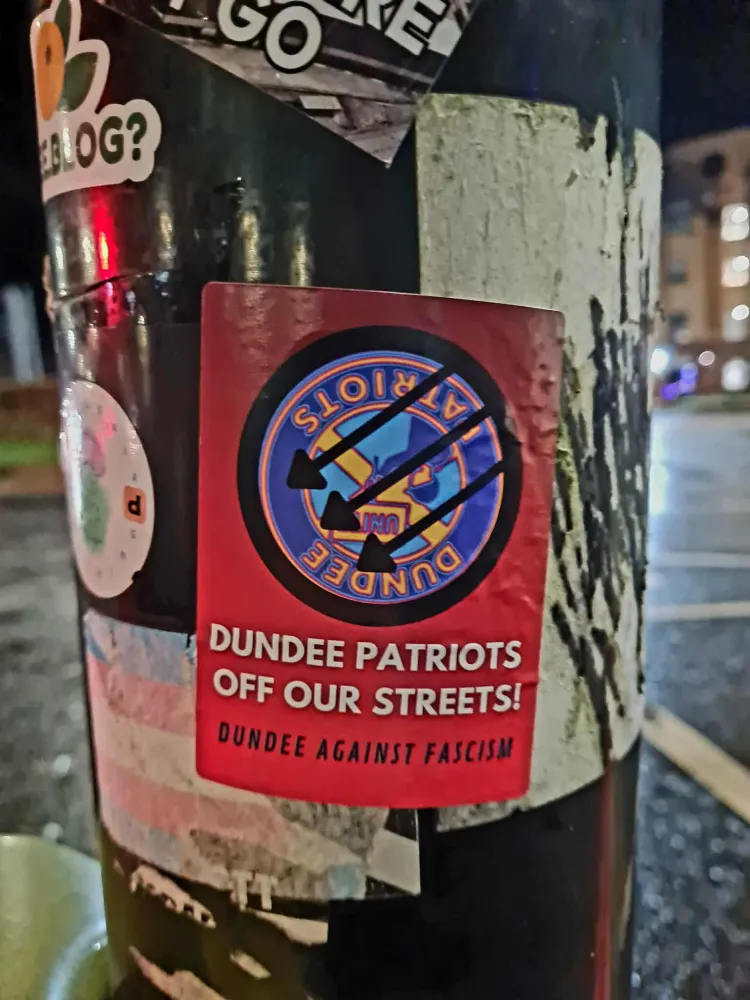 GO
BLOG?
DUNDEE
PATRIOTS
DUNDEE PATRIOTS
OFF OUR STREETS!
DUNDEE AGAINST FASCISM